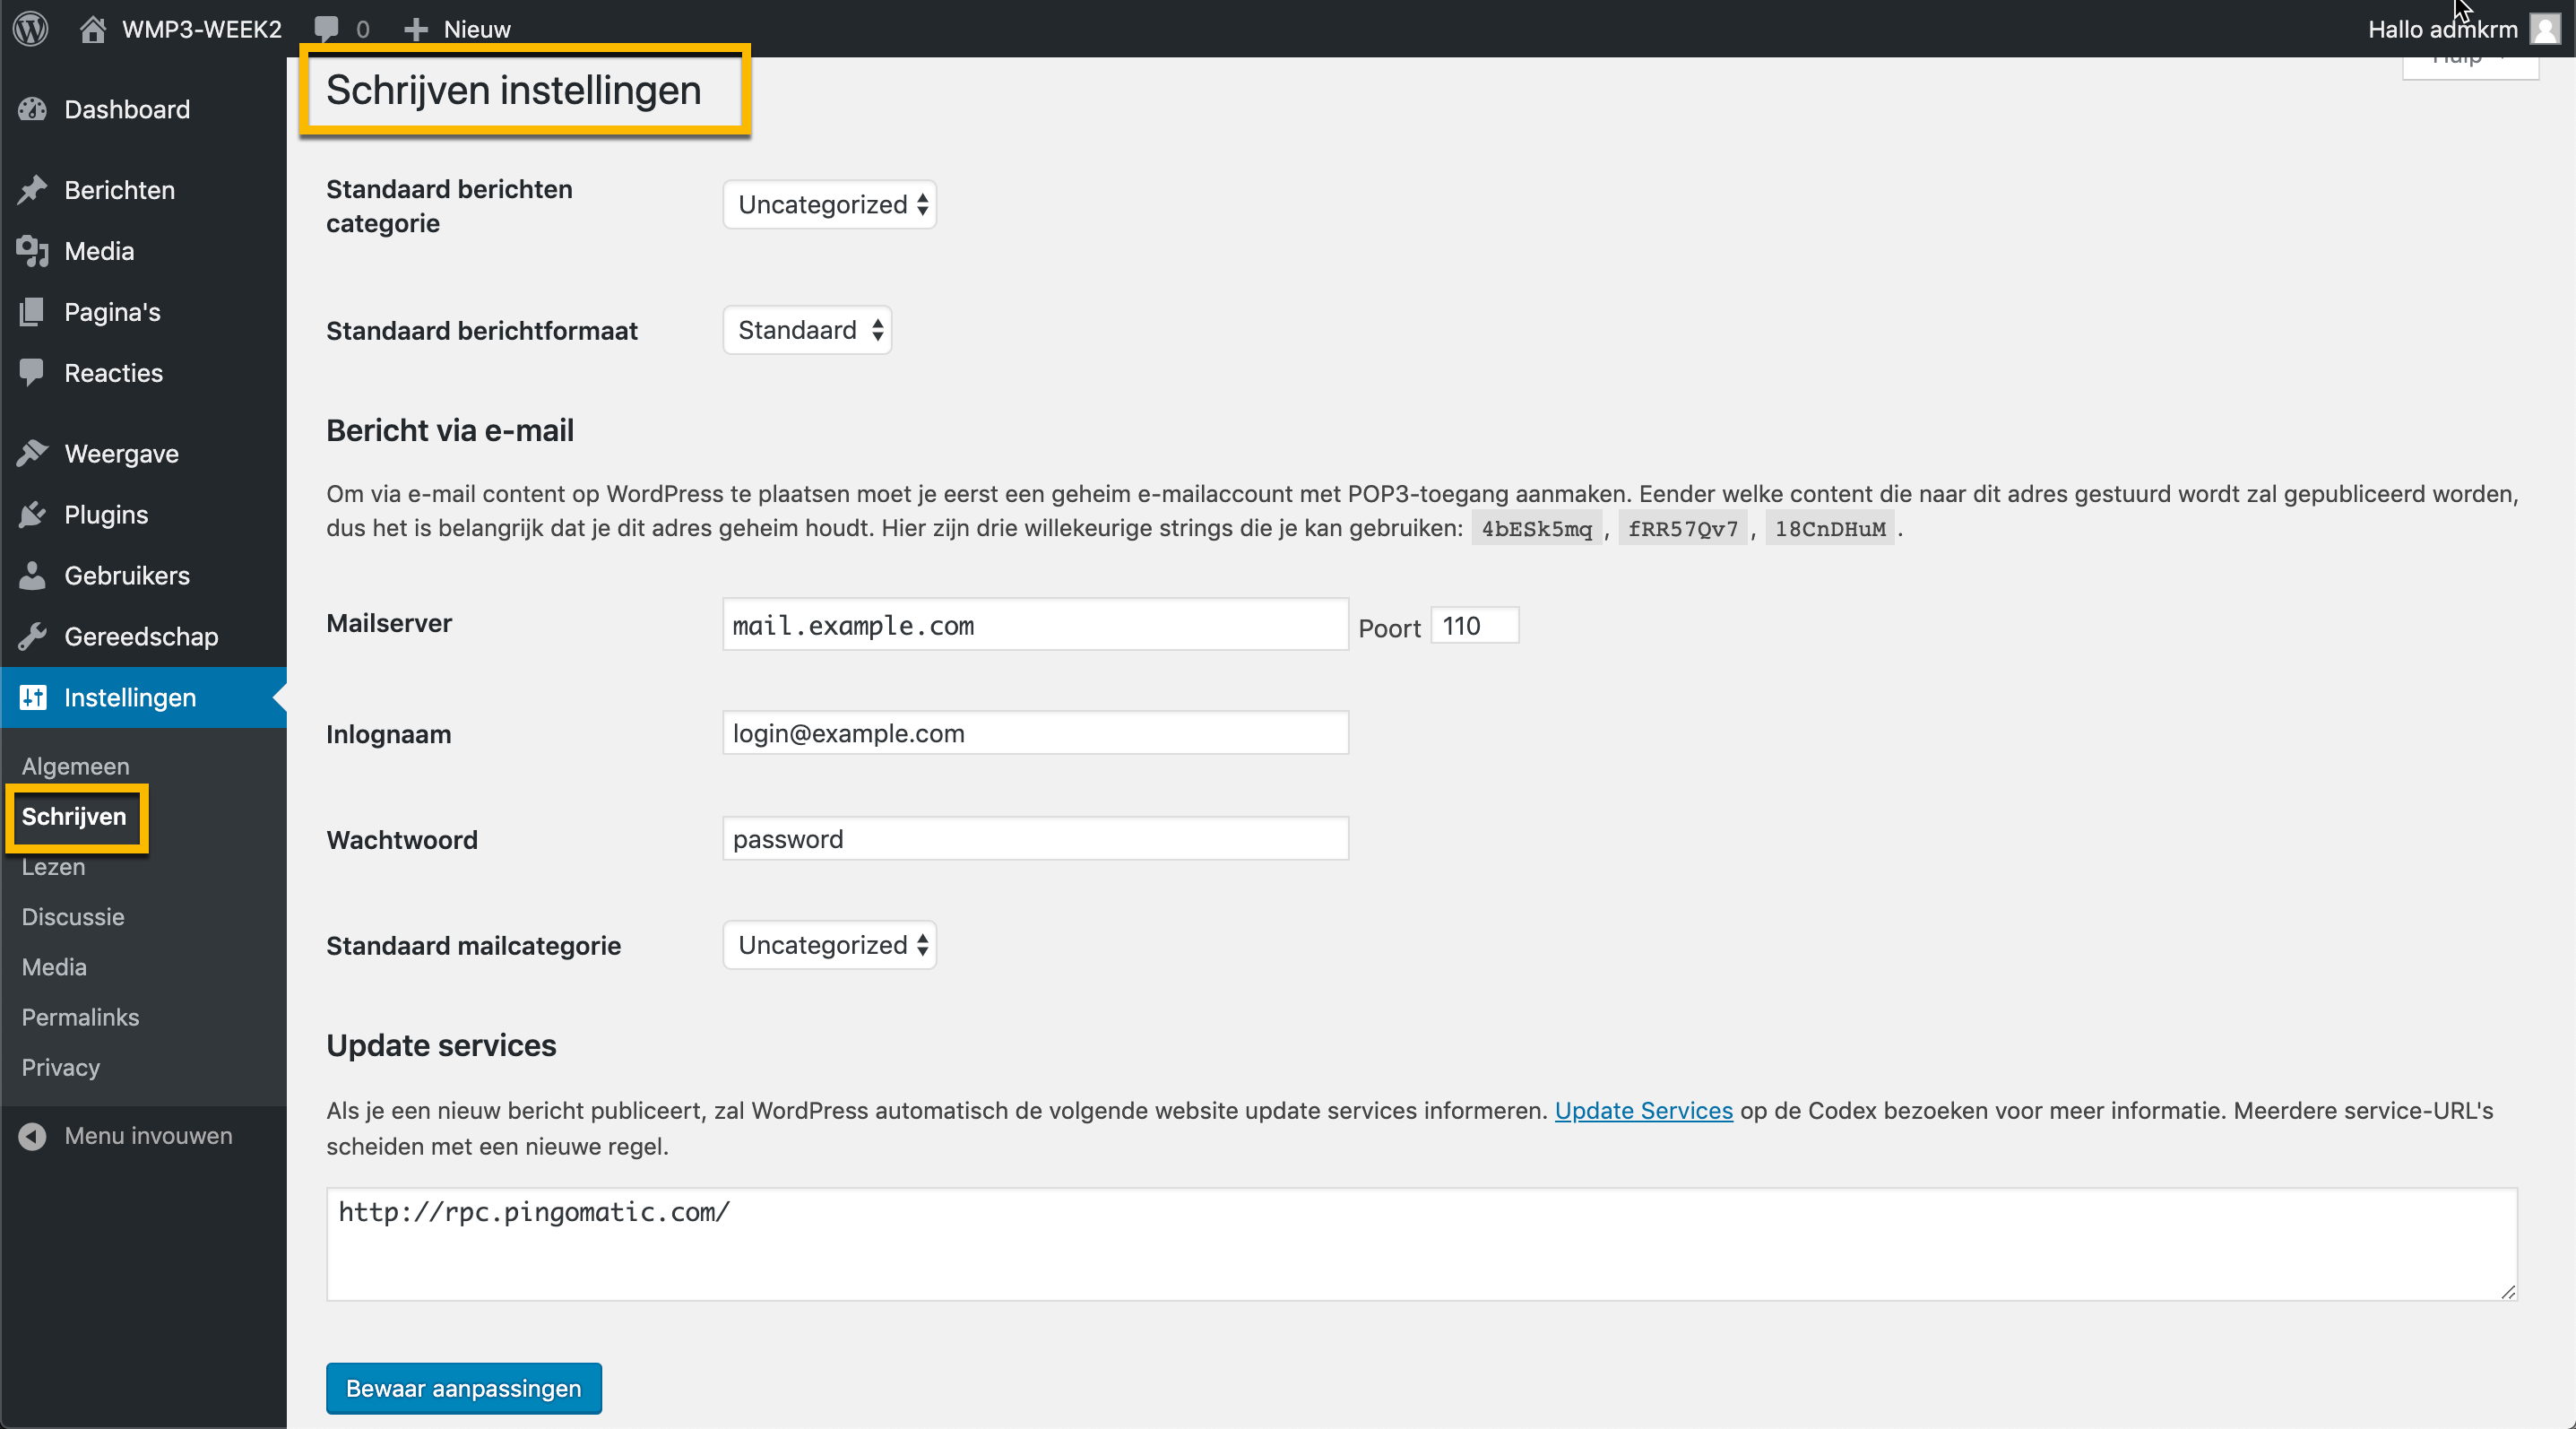 WMP3-WEEK2 0 Nieuw Hallo admkrm
Hulp
Dashboard
Berichten
Media
Pagina's
Reacties
Weergave
Plugins
Gebruikers
Gereedschap
Instellingen
Algemeen
Schrijven
Lezen
Discussie
Media
Permalinks
Privacy
Menu invouwen
Schrijven instellingen
Standaard berichten
categorie
Uncategorized
Standaard berichtformaat Standaard
Bericht via e-mail
Om via e-mail content op WordPress te plaatsen moet je eerst een geheim e-mailaccount met POP3-toegang aanmaken. Eender welke content die naar dit adres gestuurd wordt zal gepubliceerd worden,
dus het is belangrijk dat je dit adres geheim houdt. Hier zijn drie willekeurige strings die je kan gebruiken: 4bESk5mq , fRR57Qv7 , 18CnDHuM .
Mailserver mail.example.com Poort 110
Inlognaam login@example.com
Wachtwoord password
Standaard mailcategorie Uncategorized
Update services
Als je een nieuw bericht publiceert, zal WordPress automatisch de volgende website update services informeren. Update Services op de Codex bezoeken voor meer informatie. Meerdere service-URL's
scheiden met een nieuwe regel.
http://rpc.pingomatic.com/
Bewaar aanpassingen